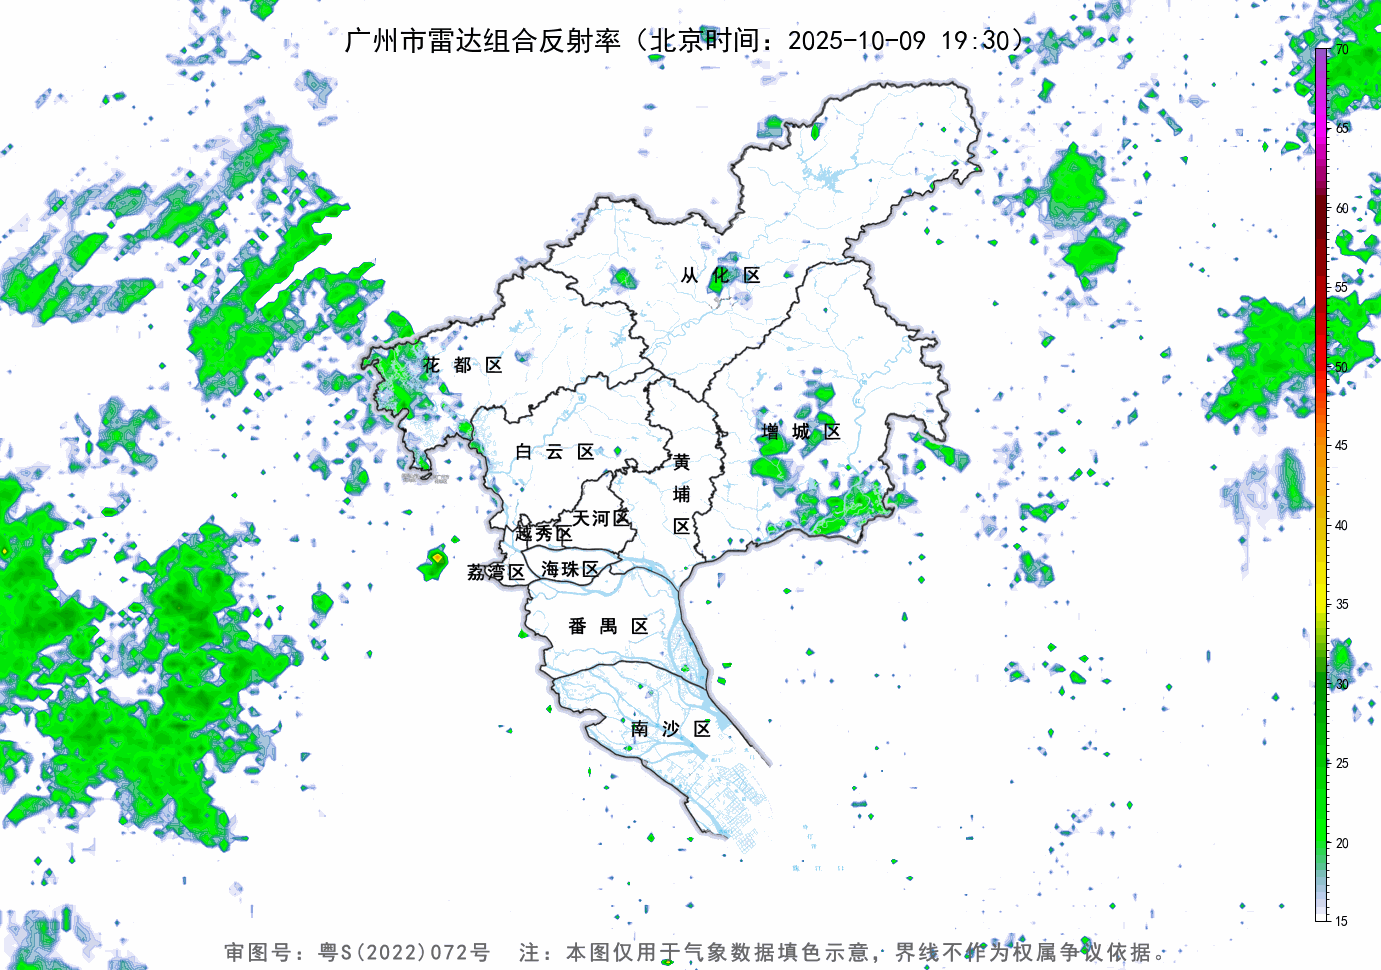 广州市雷达组合反射率（北京时间：2025-10-09 19:30）
70
65
60
55
50
45
40
35
30
25
20
15
从化区
花都区
增城区
白云区
黄埔区
天河区
越秀区
海珠区
荔湾区
番禺区
南沙区
审图号：粤S(2022)072号 注：本图仅用于气象数据填色示意，界线不作为权属争议依据。